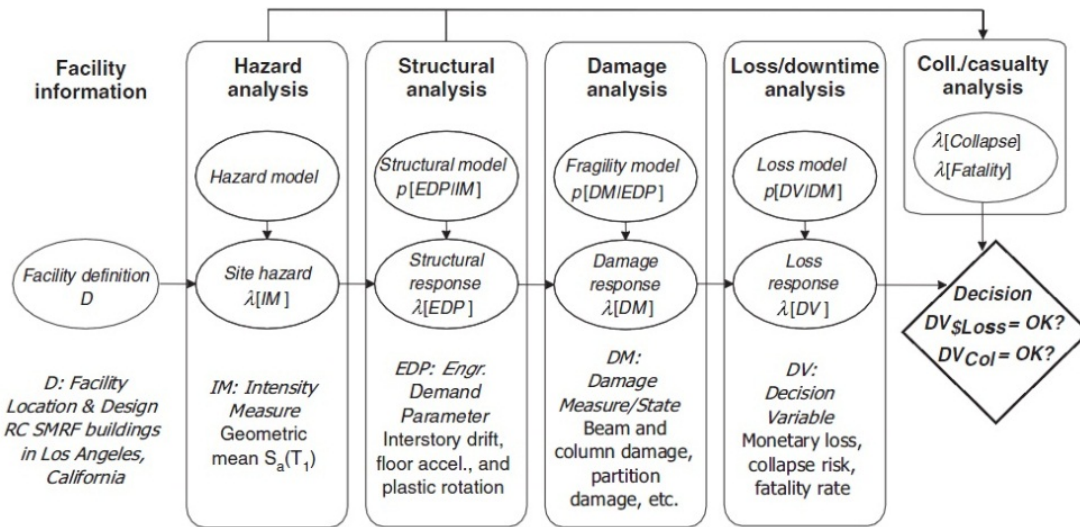 Facility
information
Hazard
analysis
Structural
analysis
Damage
analysis
Loss/downtime
analysis
Coll./casualty
analysis
Hazard model
Structural model
p[EDP|IM]
Fragility model
p[DM|EDP]
Loss model
p[DV|DM]
λ[Collapse]
λ[Fatality]
Facility definition
D
Site hazard
λ[IM]
Structural
response
λ[EDP]
Damage
response
λ[DM]
Loss
response
λ[DV]
Decision
DV$Loss = OK?
DVCol = OK?
D: Facility
Location & Design
RC SMRF buildings
in Los Angeles,
California
IM: Intensity
Measure
Geometric
mean Sa(T1)
EDP: Engr.
Demand
Parameter
Interstory drift,
floor accel., and
plastic rotation
DM:
Damage
Measure/State
Beam and
column damage,
partition
damage, etc.
DV:
Decision
Variable
Monetary loss,
collapse risk,
fatality rate